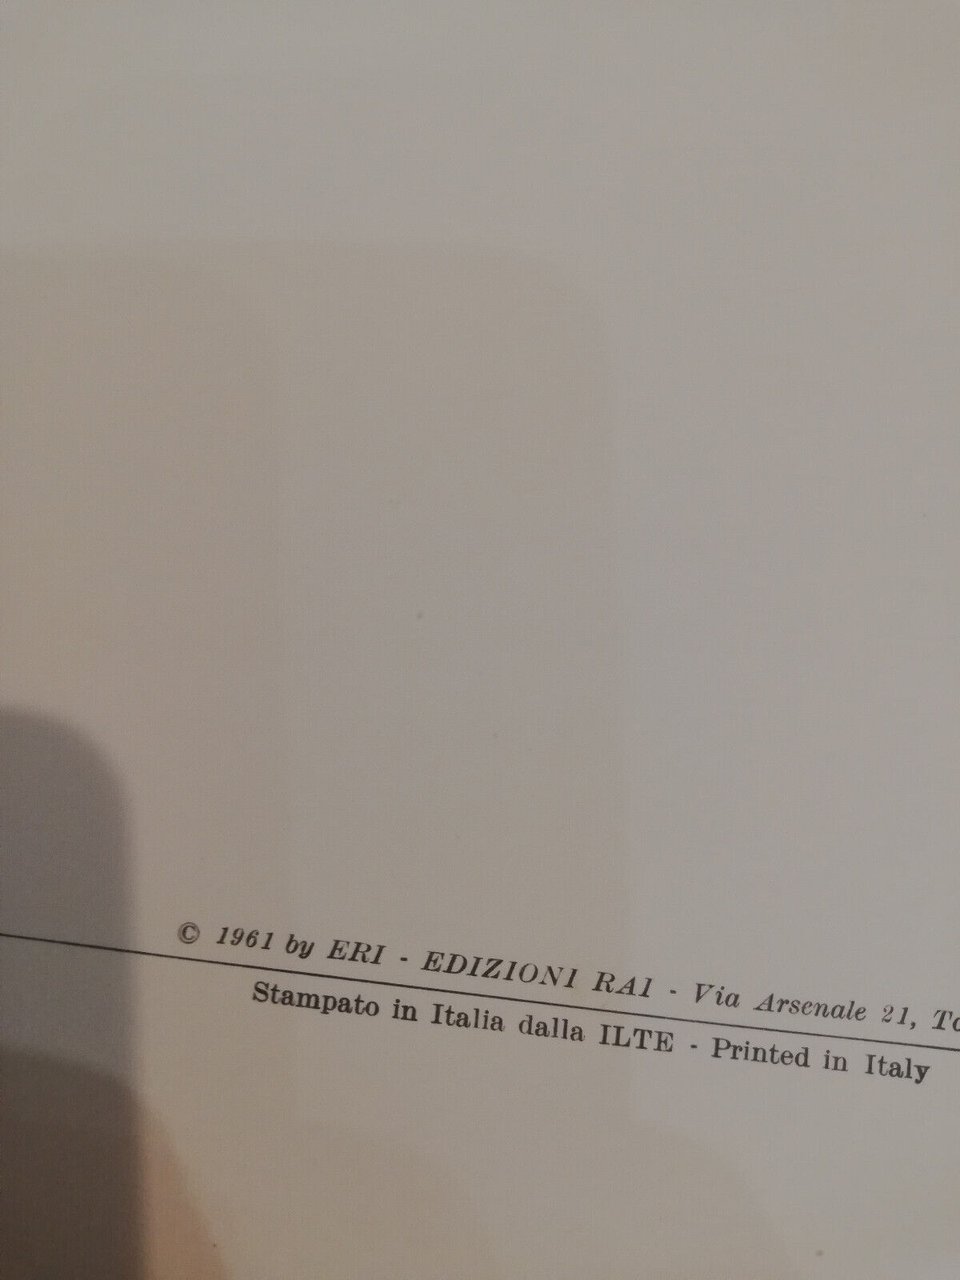 © 1961 by ERI - EDIZIONI RAI - Via Arsenale 21,
Stampato in Italia dalla ILTE - Printed in Italy